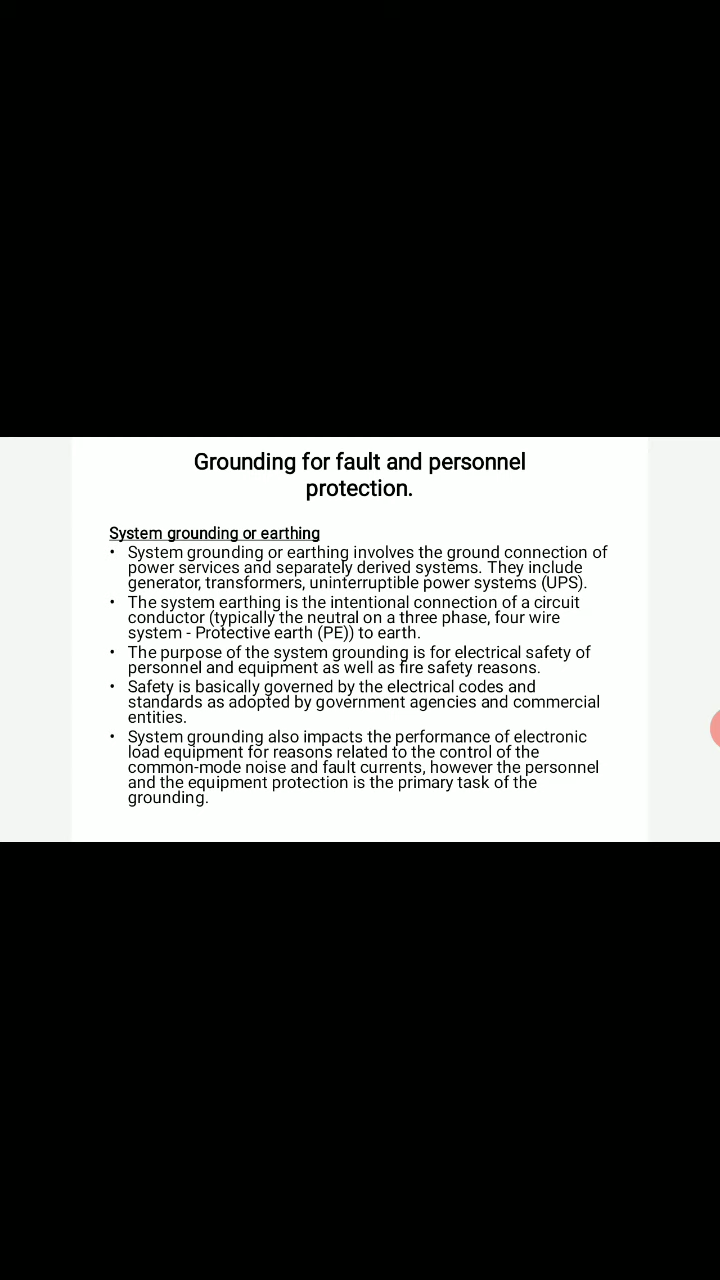 Grounding for fault and personnel
protection.
System grounding or earthing
• System grounding or earthing involves the ground connection of
power services and separately derived systems. They include
generator, transformers, uninterruptible power systems (UPS).
• The system earthing is the intentional connection of a circuit
conductor (typically the neutral on a three phase, four wire
system - Protective earth (PE)) to earth.
• The purpose of the system grounding is for electrical safety of
personnel and equipment as well as fire safety reasons.
• Safety is basically governed by the electrical codes and
standards as adopted by government agencies and commercial
entities.
• System grounding also impacts the performance of electronic
load equipment for reasons related to the control of the
common-mode noise and fault currents, however the personnel
and the equipment protection is the primary task of the
grounding.